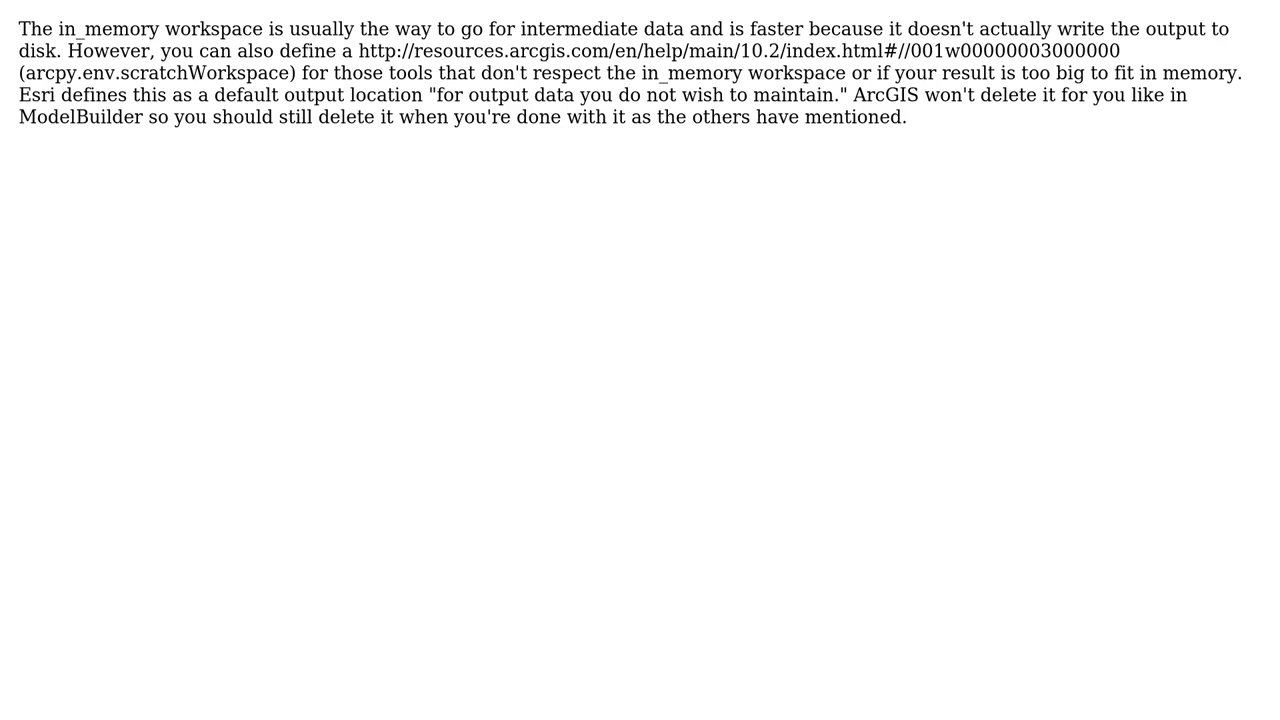 The in_memory workspace is usually the way to go for intermediate data and is faster because it doesn't actually write the output to
disk. However, you can also define a http://resources.arcgis.com/en/help/main/10.2/index.html#//001w00000003000000
(arcpy.env.scratchWorkspace) for those tools that don't respect the in_memory workspace or if your result is too big to fit in memory.
Esri defines this as a default output location "for output data you do not wish to maintain." ArcGIS won't delete it for you like in
ModelBuilder so you should still delete it when you're done with it as the others have mentioned.